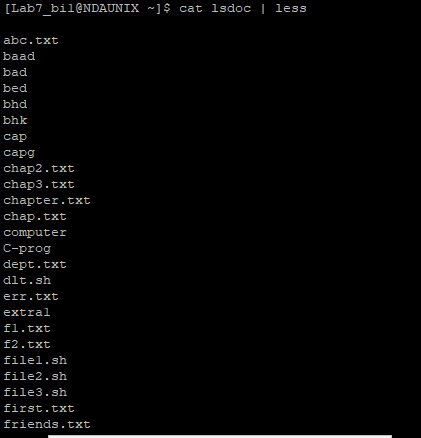 [Lab7_bil@NDAUNIX ~]$ cat lsdoc | less
abc.txt
baad
bad
bed
bhd
bhk
cap
capg
chap2.txt
chap3.txt
chapter.txt
chap.txt
computer
C-prog
dept.txt
dlt.sh
err.txt
extral
f1.txt
f2.txt
file1.sh
file2.sh
file3.sh
first.txt
friends.txt